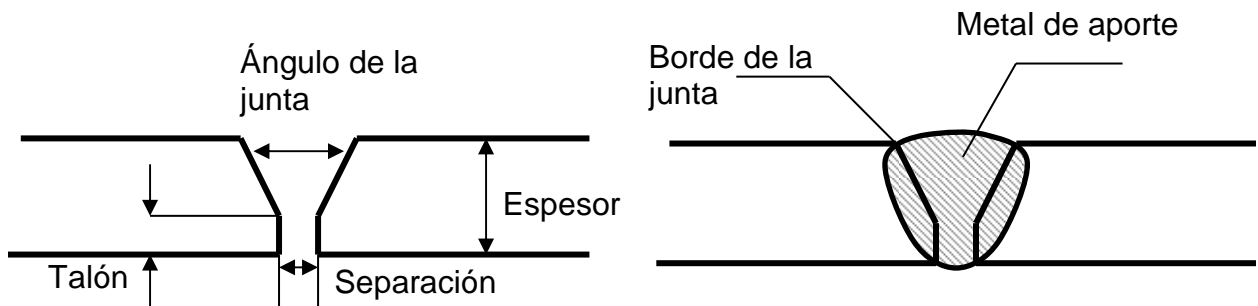 Ángulo de la
junta
Espesor
Talón
Separación
Metal de aporte
Borde de la
junta